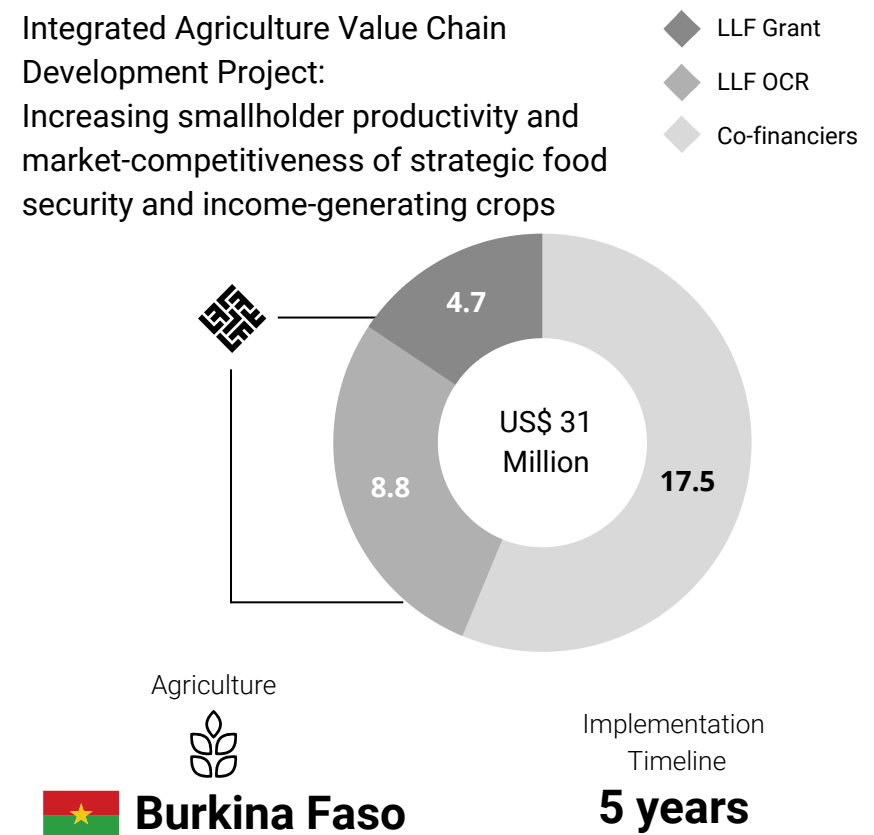 Integrated Agriculture Value Chain
Development Project:
Increasing smallholder productivity and
market-competitiveness of strategic food
security and income-generating crops
LLF Grant
LLF OCR
Co-financiers
4.7
8.8
17.5
US$ 31
Million
Agriculture
Burkina Faso
Implementation
Timeline
5 years